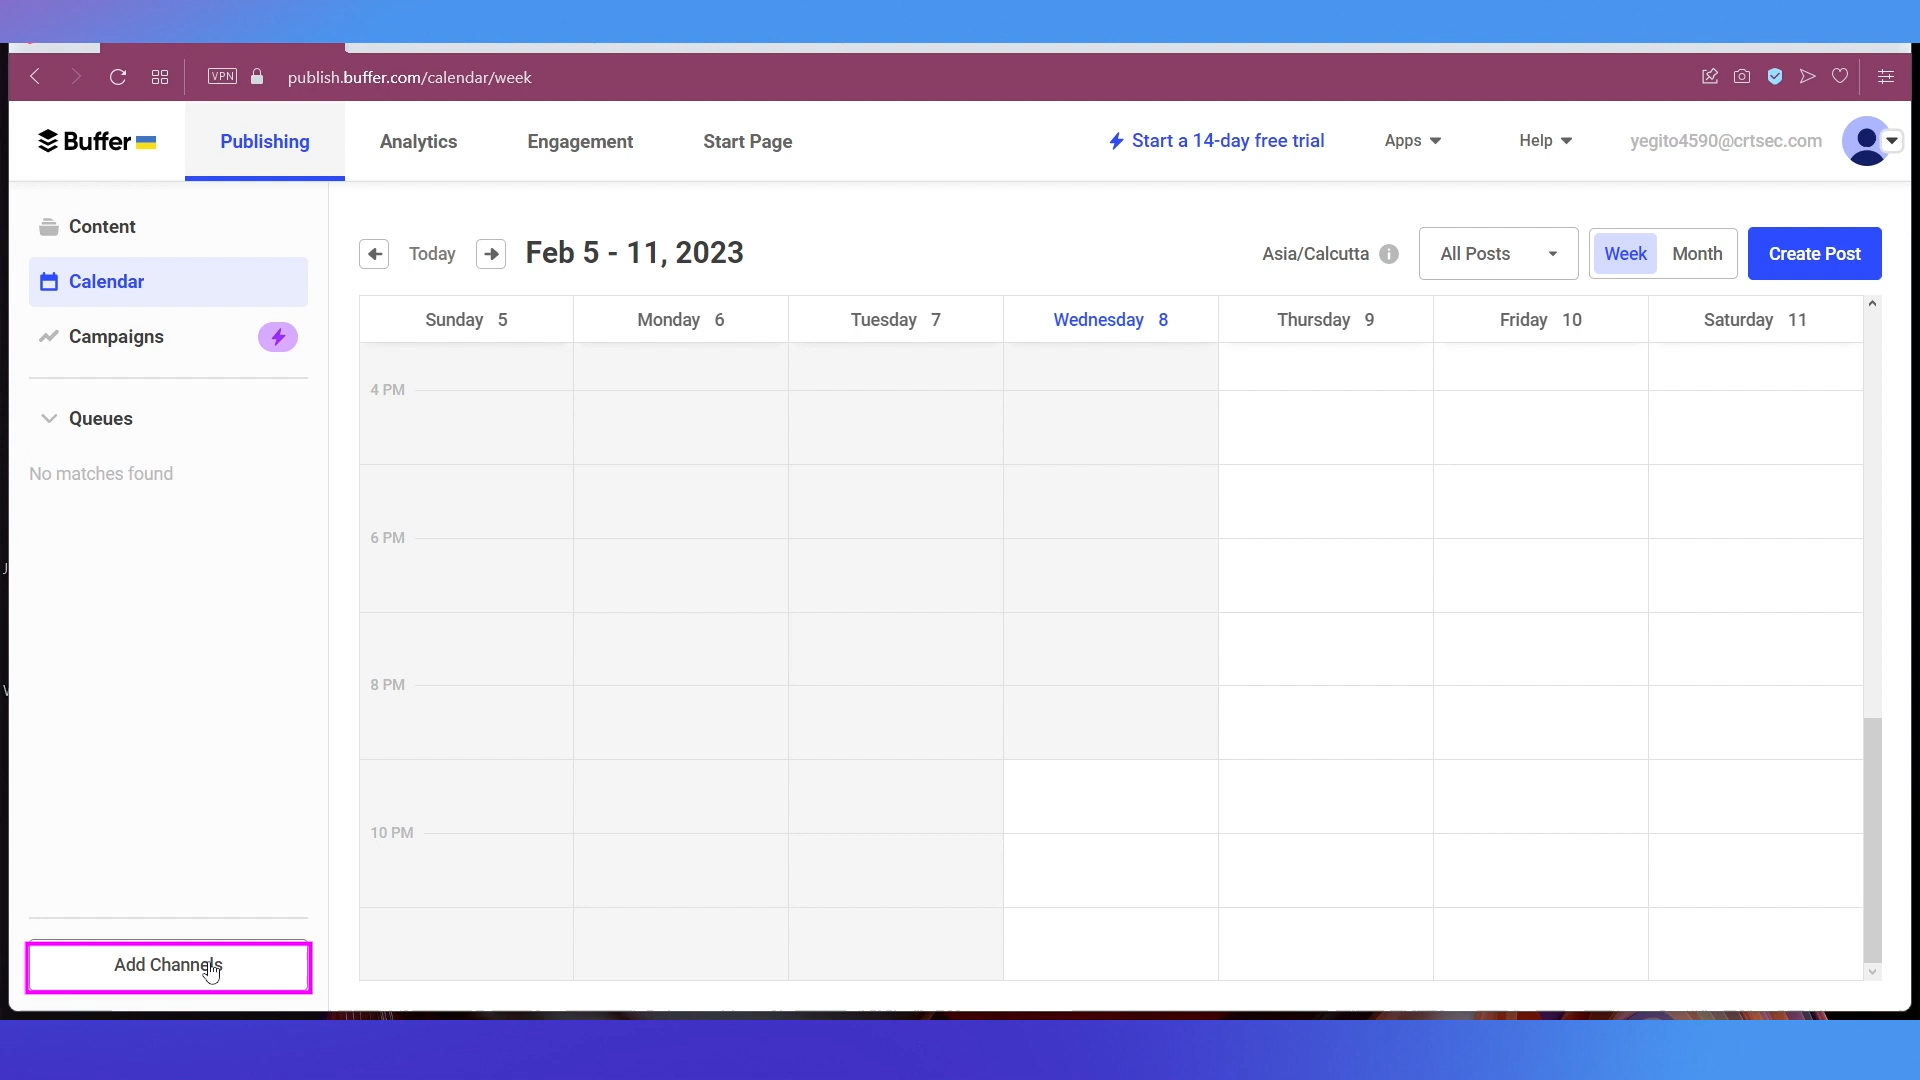 VPN publish.buffer.com/calendar/week
Buffer Publishing Analytics Engagement Start Page Start a 14-day free trial Apps Help yegito4590@crtsec.com
Content
Calendar
Campaigns
Queues
No matches found
Add Channels
Today Feb 5 - 11, 2023 Asia/Calcutta All Posts Week Month Create Post
Sunday 5 Monday 6 Tuesday 7 Wednesday 8 Thursday 9 Friday 10 Saturday 11
4 PM
6 PM
8 PM
10 PM